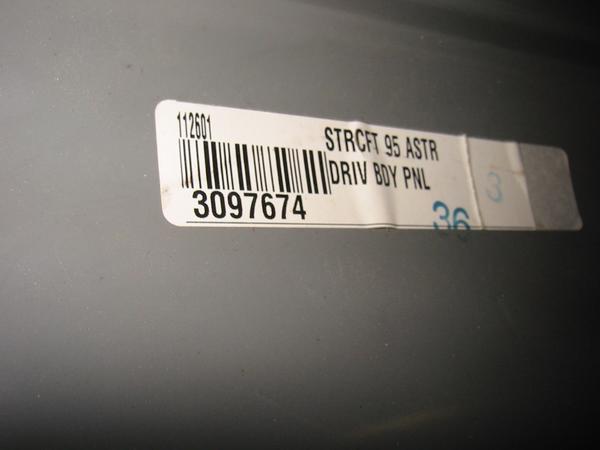 112601
STRCFT 95 ASTR
DRIV BDY PNL
3097674
36
3